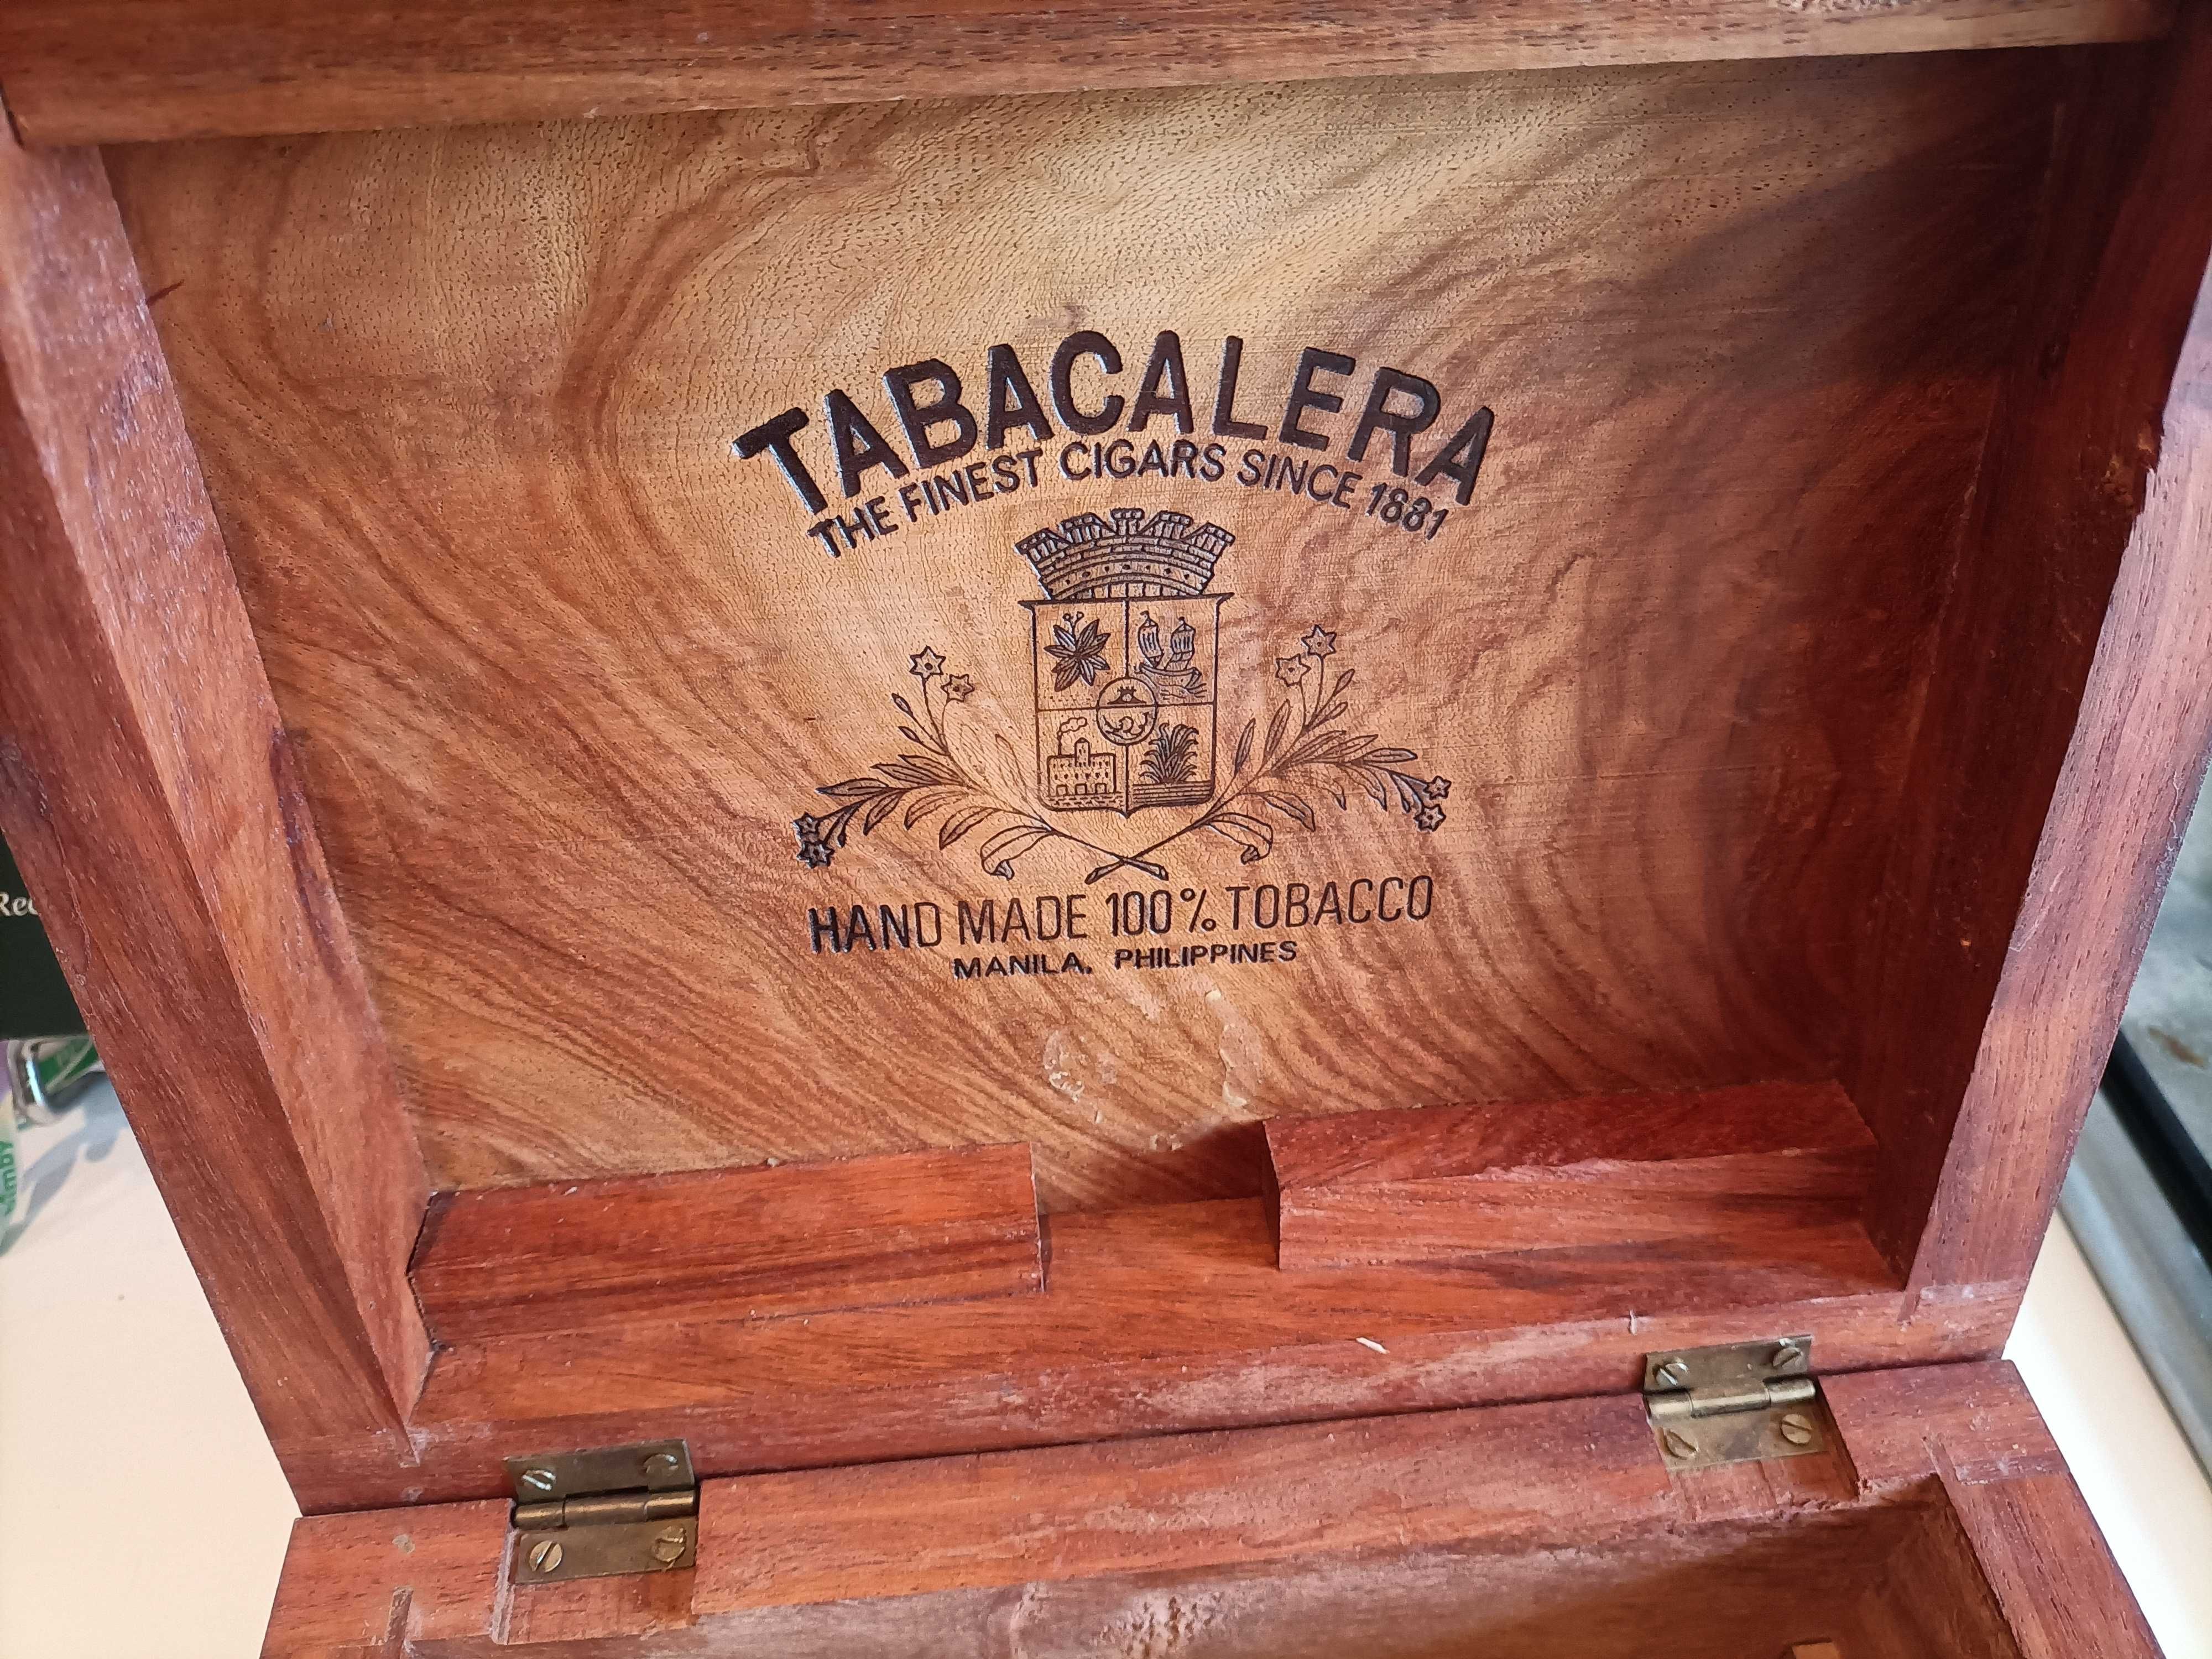 TABACALERA
THE FINEST CIGARS SINCE 1881
HAND MADE 100% TOBACCO
MANILA, PHILIPPINES